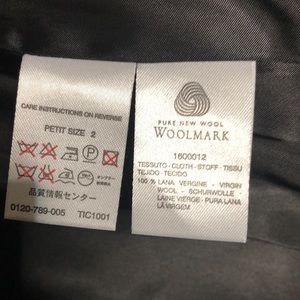 CARE INSTRUCTIONS ON REVERSE
PETIT SIZE 2
品質情報センター
0120-789-005 TIC1001
PURE NEW WOOL
WOOLMARK
1600012
TESSUTO - CLOTH - STOFF - TISSU
TEJIDO - TECIDO
100 % LANA VERGINE - VIRGIN
WOOL - SCHURWOLLE -
LAINE VIERGE - PURA LANA
LÃ VIRGEM